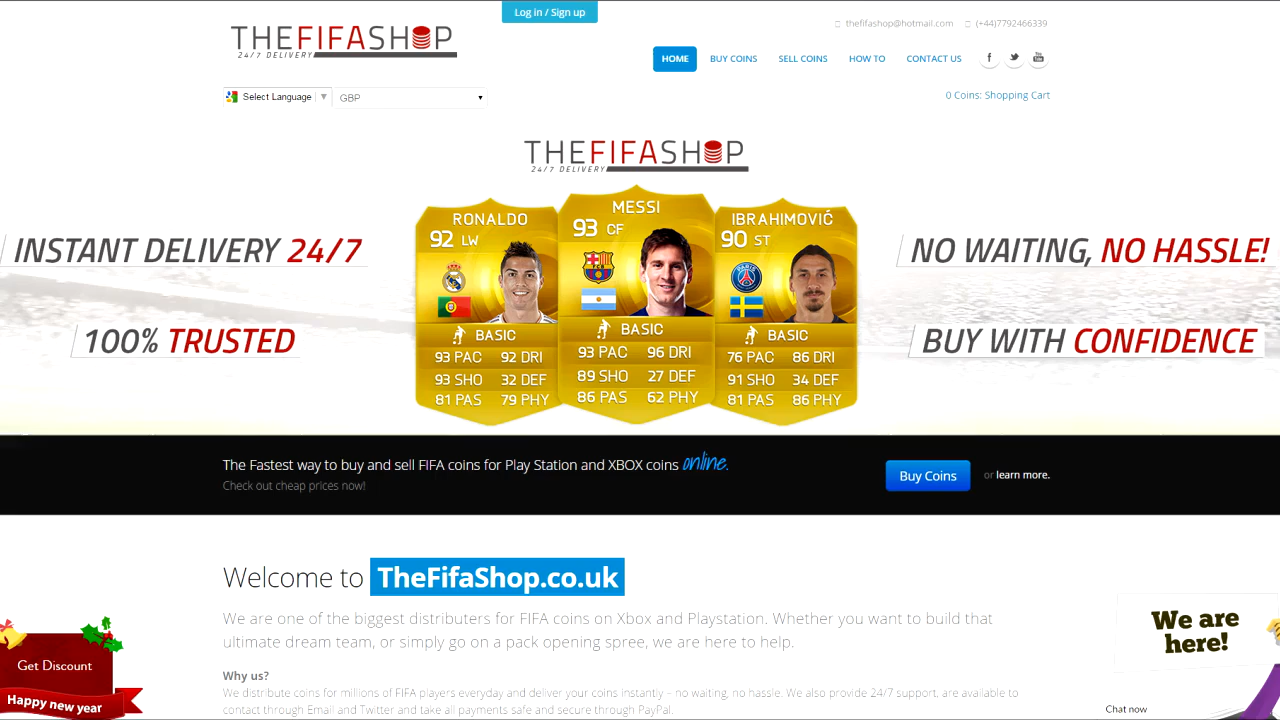 Log in / Sign up
THEFIFASHOP
24/7 DELIVERY
thefifashop@hotmail.com
(+44)7792466339
HOME
BUY COINS
SELL COINS
HOW TO
CONTACT US
f
You
Select Language
GBP
0 Coins: Shopping Cart
THEFIFASHOP
24/7 DELIVERY
INSTANT DELIVERY 24/7
100% TRUSTED
RONALDO
92 LW
BASIC
93 PAC 92 DRI
93 SHO 32 DEF
81 PAS 79 PHY
MESSI
93 CF
BASIC
93 PAC 96 DRI
89 SHO 27 DEF
86 PAS 62 PHY
IBRAHIMOVIĆ
90 ST
PARIS
BASIC
76 PAC 86 DRI
91 SHO 34 DEF
81 PAS 86 PHY
NO WAITING, NO HASSLE!
BUY WITH CONFIDENCE
The Fastest way to buy and sell FIFA coins for Play Station and XBOX coins online.
Check out cheap prices now!
Buy Coins
or learn more.
Welcome to TheFifaShop.co.uk
We are one of the biggest distributers for FIFA coins on Xbox and Playstation. Whether you want to build that
ultimate dream team, or simply go on a pack opening spree, we are here to help.
Why us?
We distribute coins for millions of FIFA players everyday and deliver your coins instantly – no waiting, no hassle. We also provide 24/7 support, are available to
contact through Email and Twitter and take all payments safe and secure through PayPal.
Get Discount
Happy new year
We are
here!
Chat now